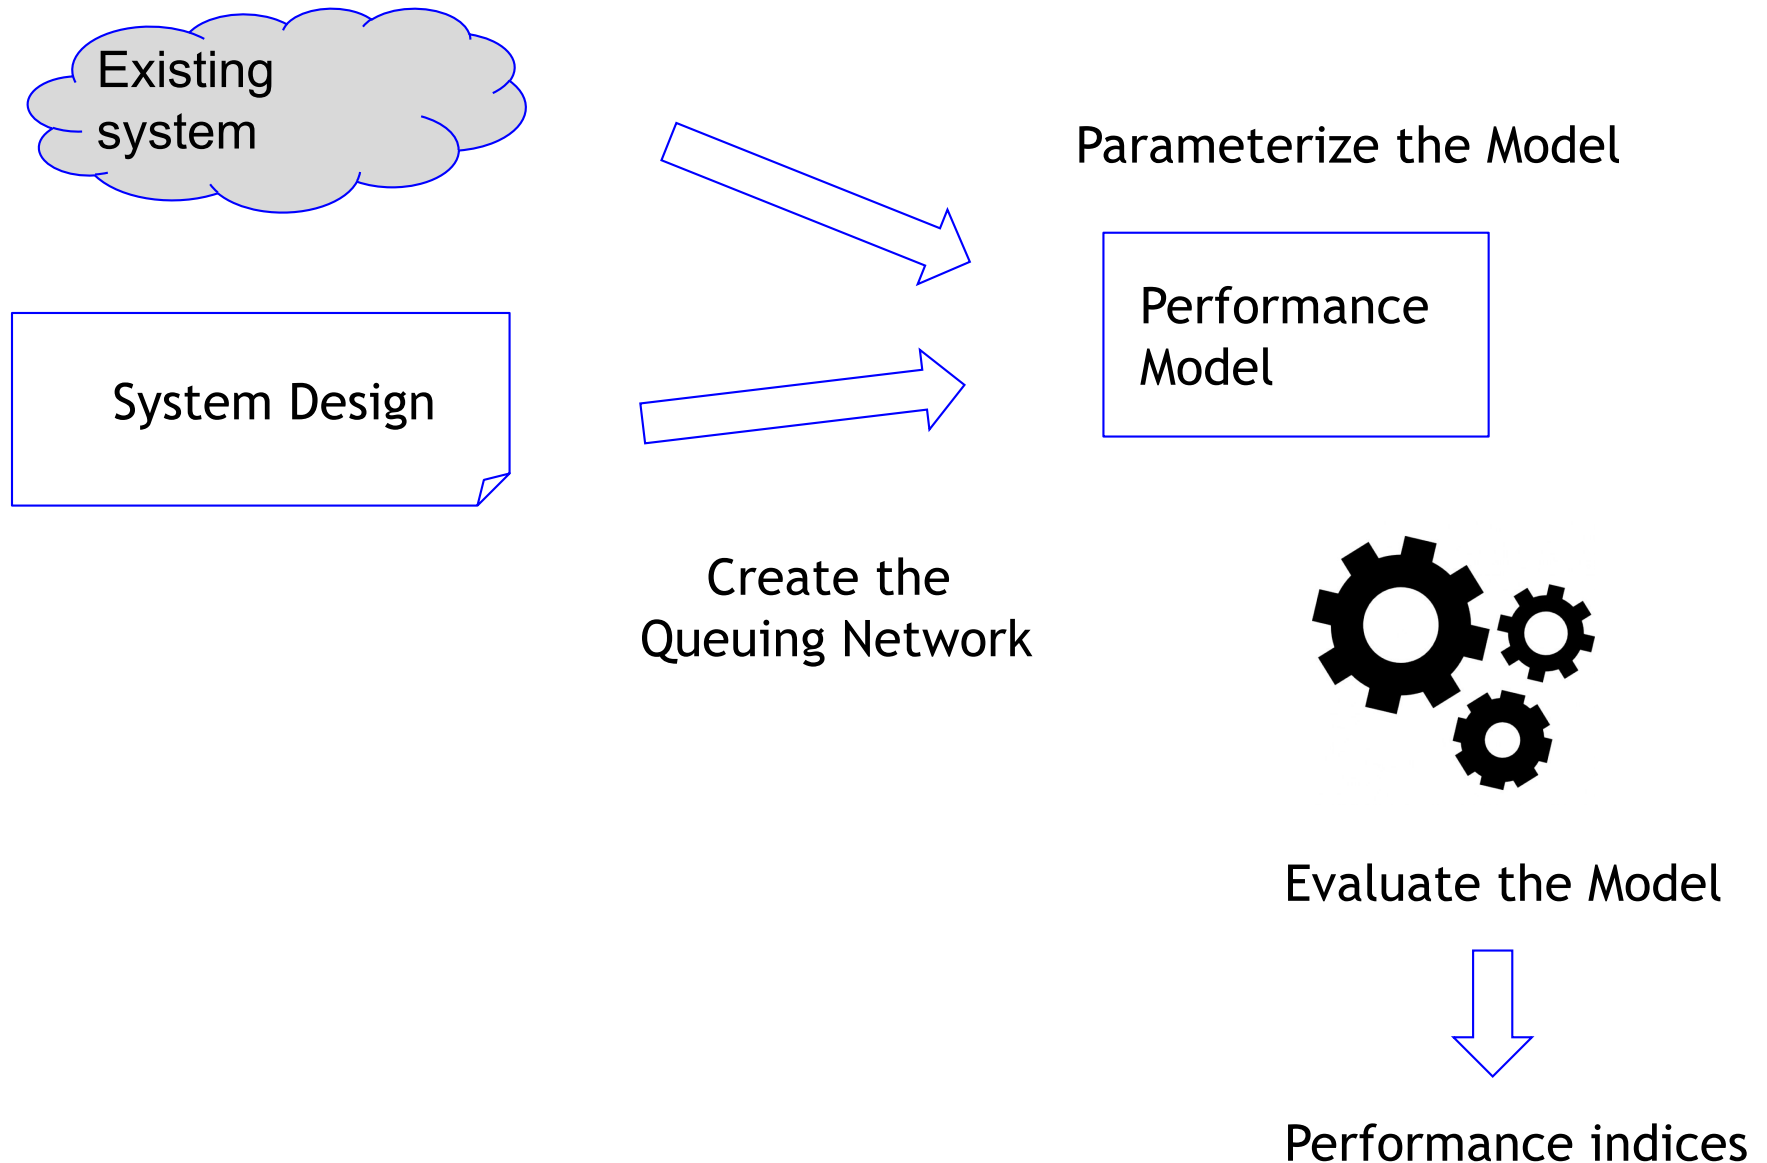 Existing
system
Parameterize the Model
Performance
Model
System Design
Create the
Queuing Network
Evaluate the Model
Performance indices